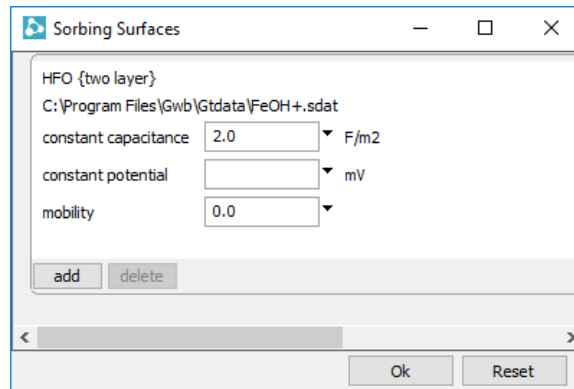 Sorbing Surfaces
HFO {two layer}
C:\Program Files\Gwb\Gtdata\FeOH+.sdat
constant capacitance 2.0 F/m2
constant potential mV
mobility 0.0
add delete
Ok Reset